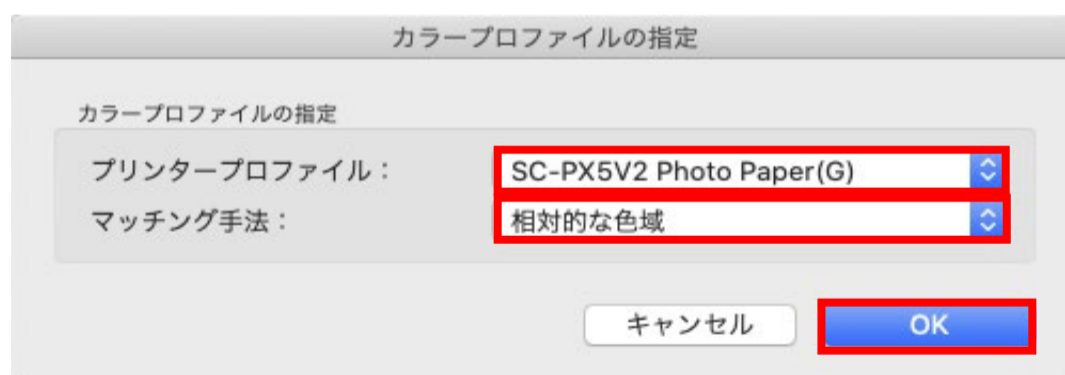 カラープロファイルの指定
カラープロファイルの指定
プリンタープロファイル： SC-PX5V2 Photo Paper(G)
マッチング手法： 相対的な色域
キャンセル OK